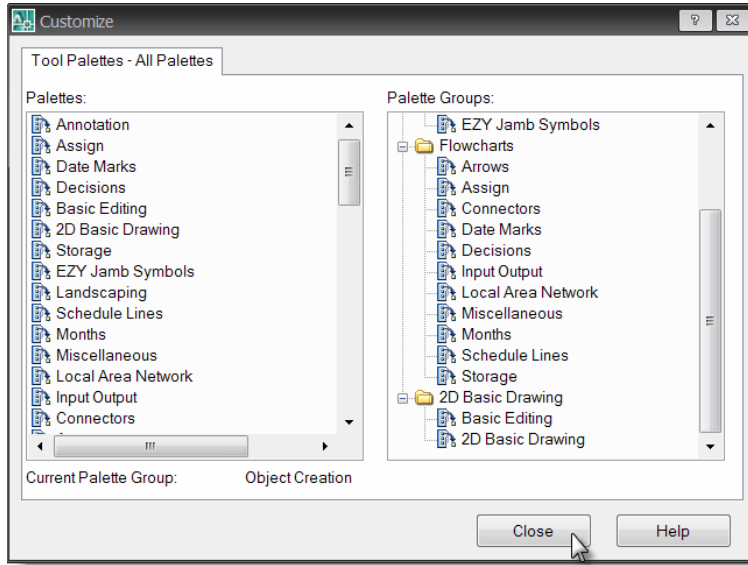 Customize
Tool Palettes - All Palettes
Palettes:
Annotation
Assign
Date Marks
Decisions
Basic Editing
2D Basic Drawing
Storage
EZY Jamb Symbols
Landscaping
Schedule Lines
Months
Miscellaneous
Local Area Network
Input Output
Connectors
Palette Groups:
EZY Jamb Symbols
Flowcharts
Arrows
Assign
Connectors
Date Marks
Decisions
Input Output
Local Area Network
Miscellaneous
Months
Schedule Lines
Storage
2D Basic Drawing
Basic Editing
2D Basic Drawing
Current Palette Group: Object Creation
Close Help